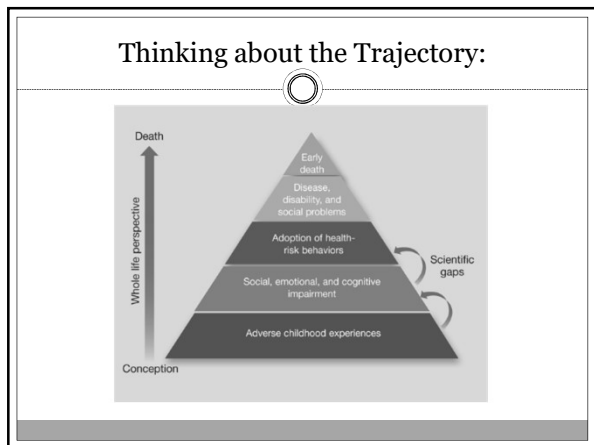 Thinking about the Trajectory:
Death
Early
death
Disease,
disability, and
social problems
Whole life perspective
Adoption of health-
risk behaviors
Scientific
gaps
Social, emotional, and cognitive
impairment
Adverse childhood experiences
Conception